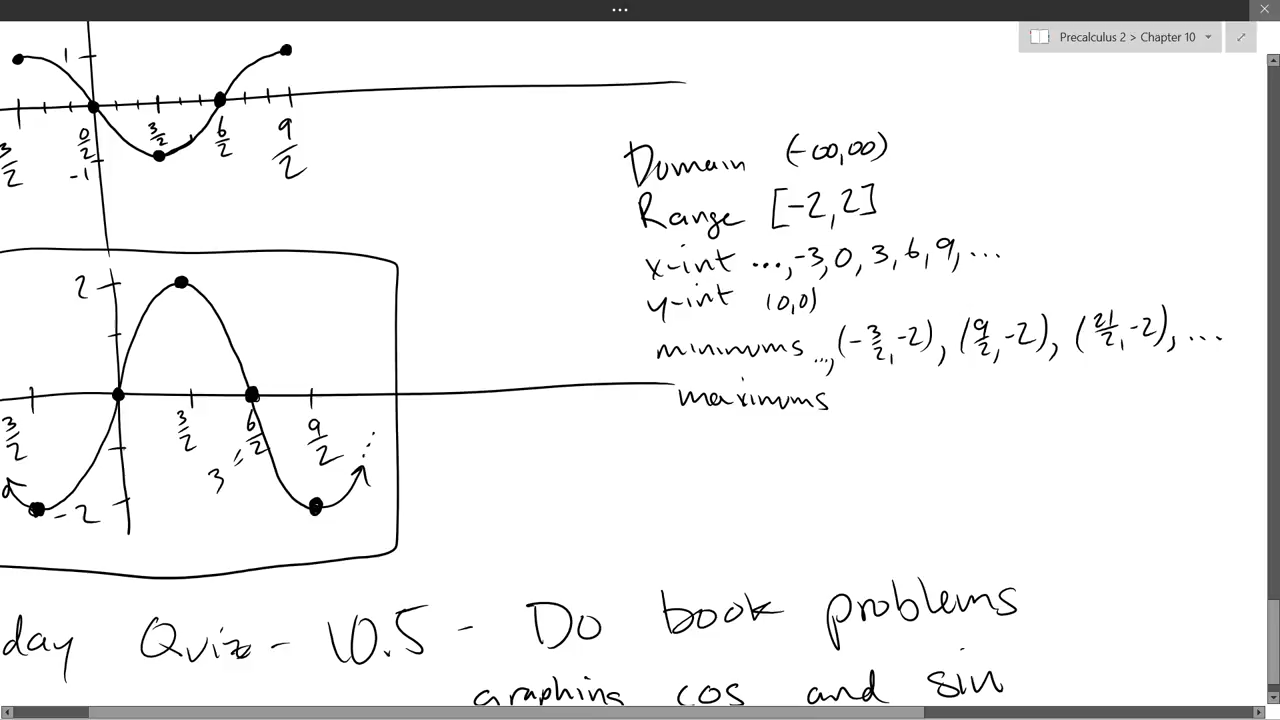 ...
Precalculus 2 > Chapter 10
1
3/2 0/2 3/2 6/2 9/2
-1
Domain (-∞,∞)
Range [-2,2]
x-int ...,-3,0,3,6,9,...
y-int (0,0)
minimums ...,(-3/2,-2),(9/2,-2),(21/2,-2),...
maximums
2
3/2 3/2 3=6/2 9/2 ...
-2
day Quiz - 10.5 - Do book problems
graphing cos and sin